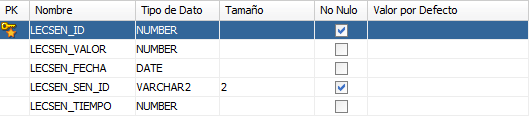 PK Nombre Tipo de Dato Tamaño No Nulo Valor por Defecto
LECSEN_ID NUMBER
LECSEN_VALOR NUMBER
LECSEN_FECHA DATE
LECSEN_SEN_ID VARCHAR2 2
LECSEN_TIEMPO NUMBER